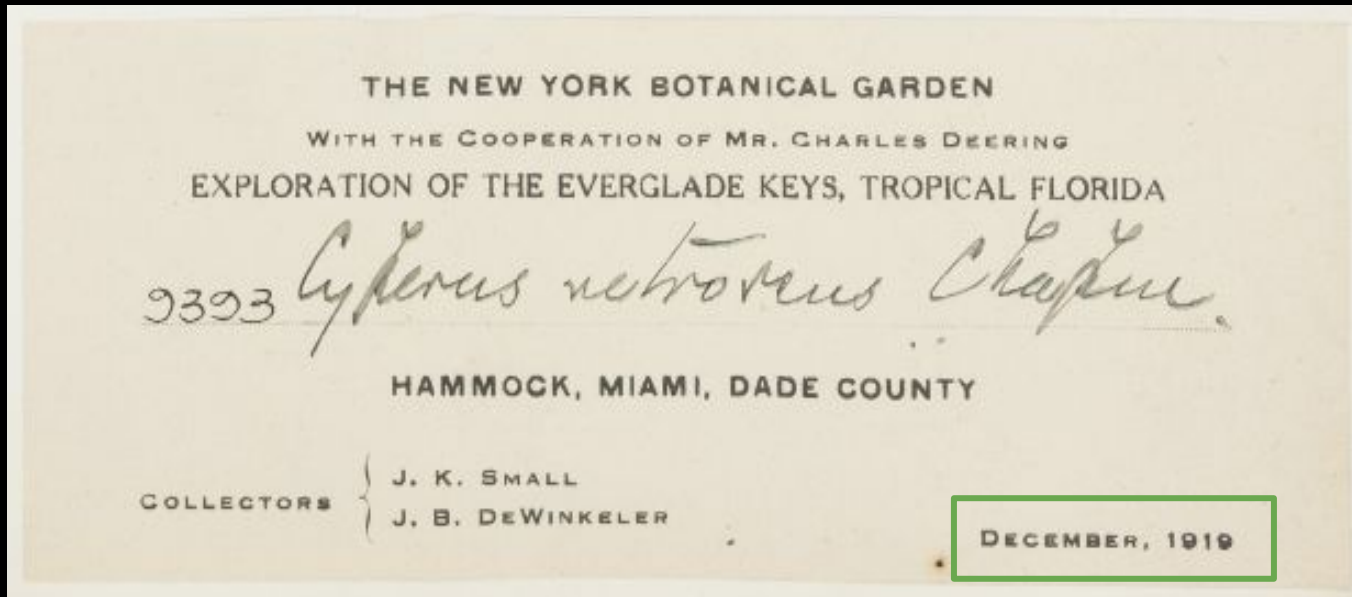 THE NEW YORK BOTANICAL GARDEN
WITH THE COOPERATION OF MR. CHARLES DEERING
EXPLORATION OF THE EVERGLADE KEYS, TROPICAL FLORIDA
9393 Cyperus retrorsus Chapm.
HAMMOCK, MIAMI, DADE COUNTY
COLLECTORS { J. K. SMALL
J. B. DEWINKELER
DECEMBER, 1919